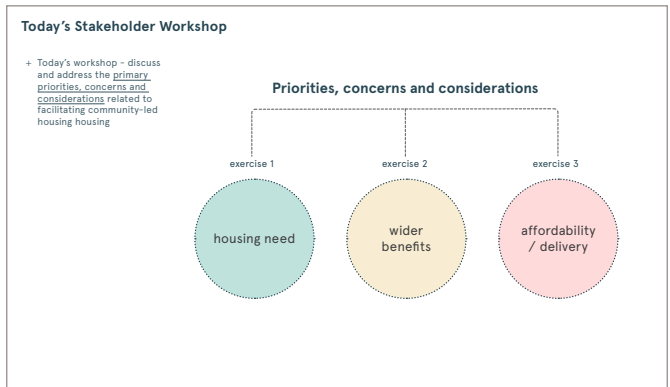 Today's Stakeholder Workshop
+ Today's workshop - discuss
and address the primary
priorities, concerns and
considerations related to
facilitating community-led
housing housing
Priorities, concerns and considerations
exercise 1
exercise 2
exercise 3
housing need
wider
benefits
affordability
/ delivery